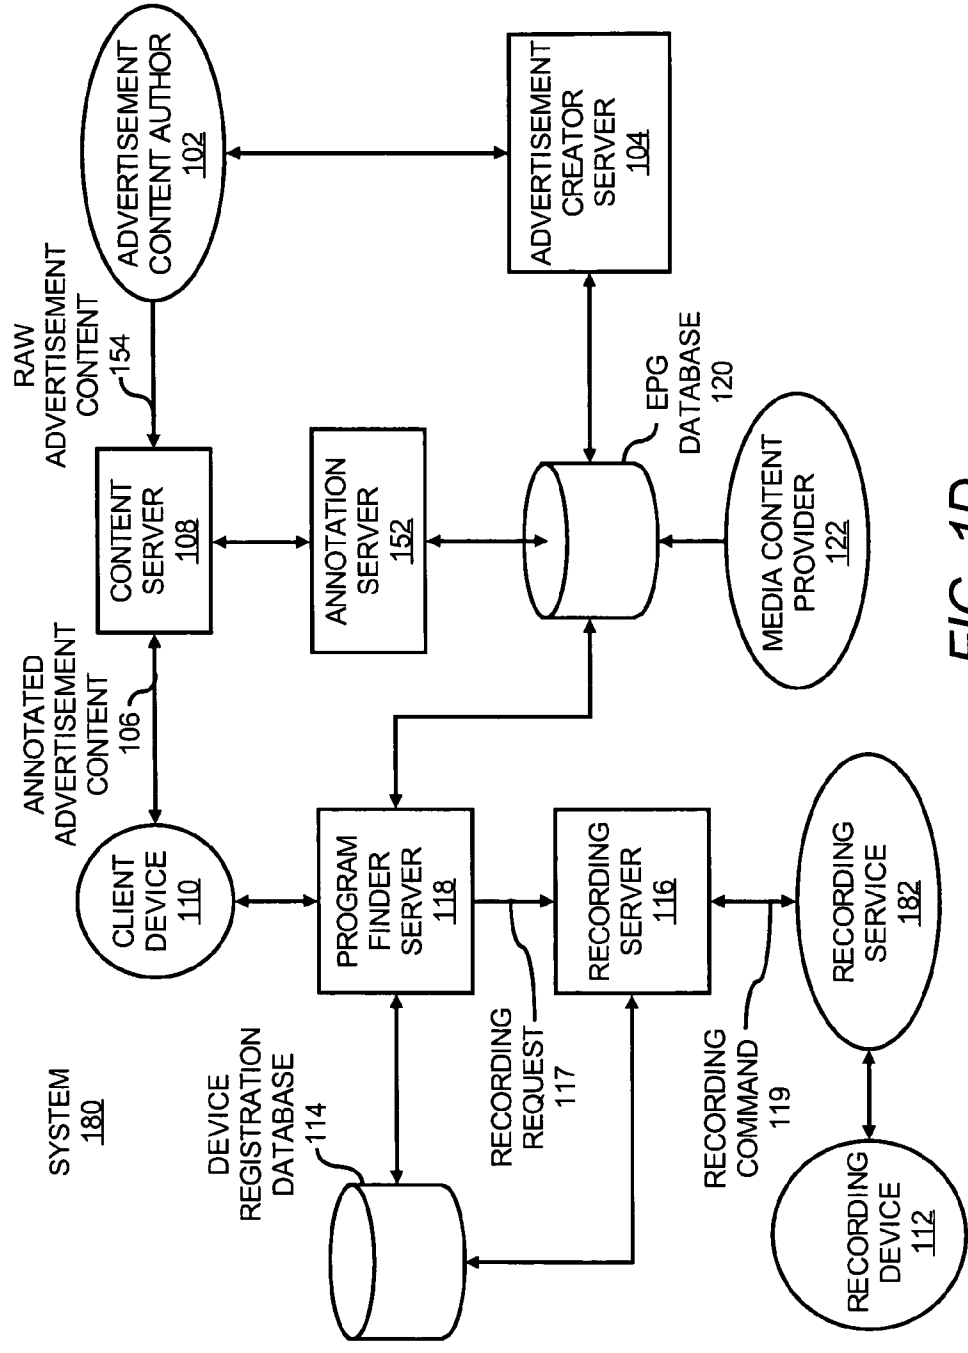 SYSTEM
180
CLIENT
DEVICE
110
ANNOTATED
ADVERTISEMENT
CONTENT
106
CONTENT
SERVER
108
RAW
ADVERTISEMENT
CONTENT
154
ADVERTISEMENT
CONTENT AUTHOR
102
DEVICE
REGISTRATION
DATABASE
114
PROGRAM
FINDER
SERVER
118
ANNOTATION
SERVER
152
RECORDING
REQUEST
117
RECORDING
SERVER
116
EPG
DATABASE
120
ADVERTISEMENT
CREATOR
SERVER
104
RECORDING
COMMAND
119
RECORDING
DEVICE
112
RECORDING
SERVICE
182
MEDIA CONTENT
PROVIDER
122
FIG. 1D